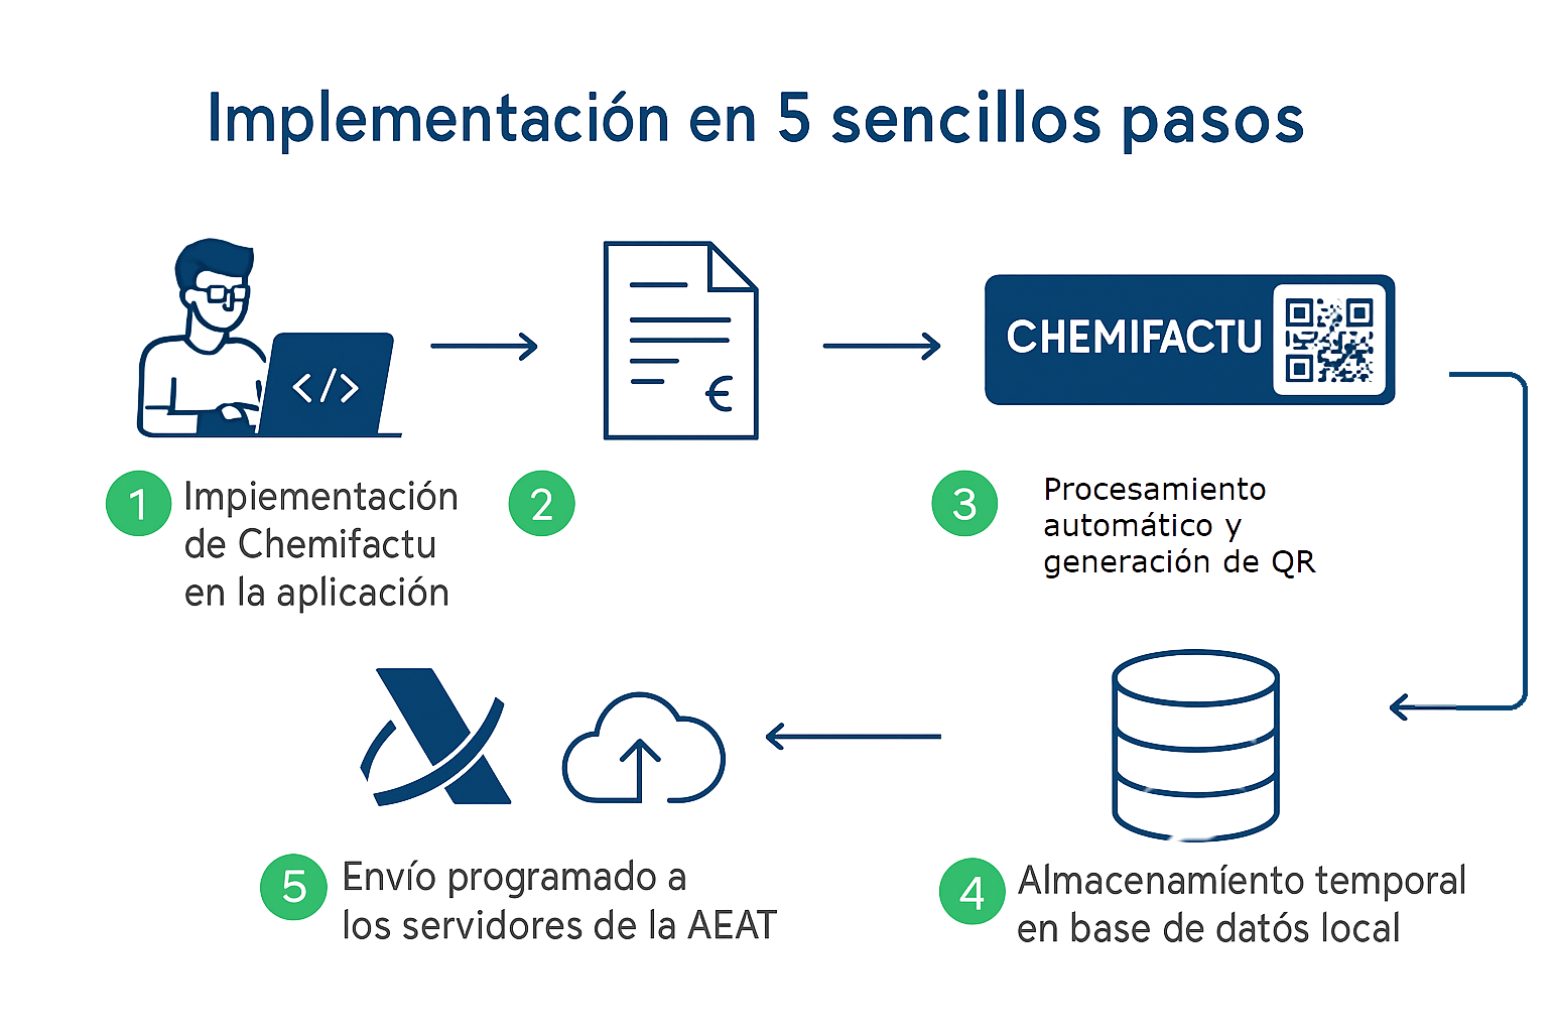 Implementación en 5 sencillos pasos
</>
€
CHEMIFACTU
1
Impiementación
de Chemifactu
en la aplicación
2
3
Procesamiento
automático y
generación de QR
5
Envío programado a
los servidores de la AEAT
4
Almacenamíento temporal
en base de datós local